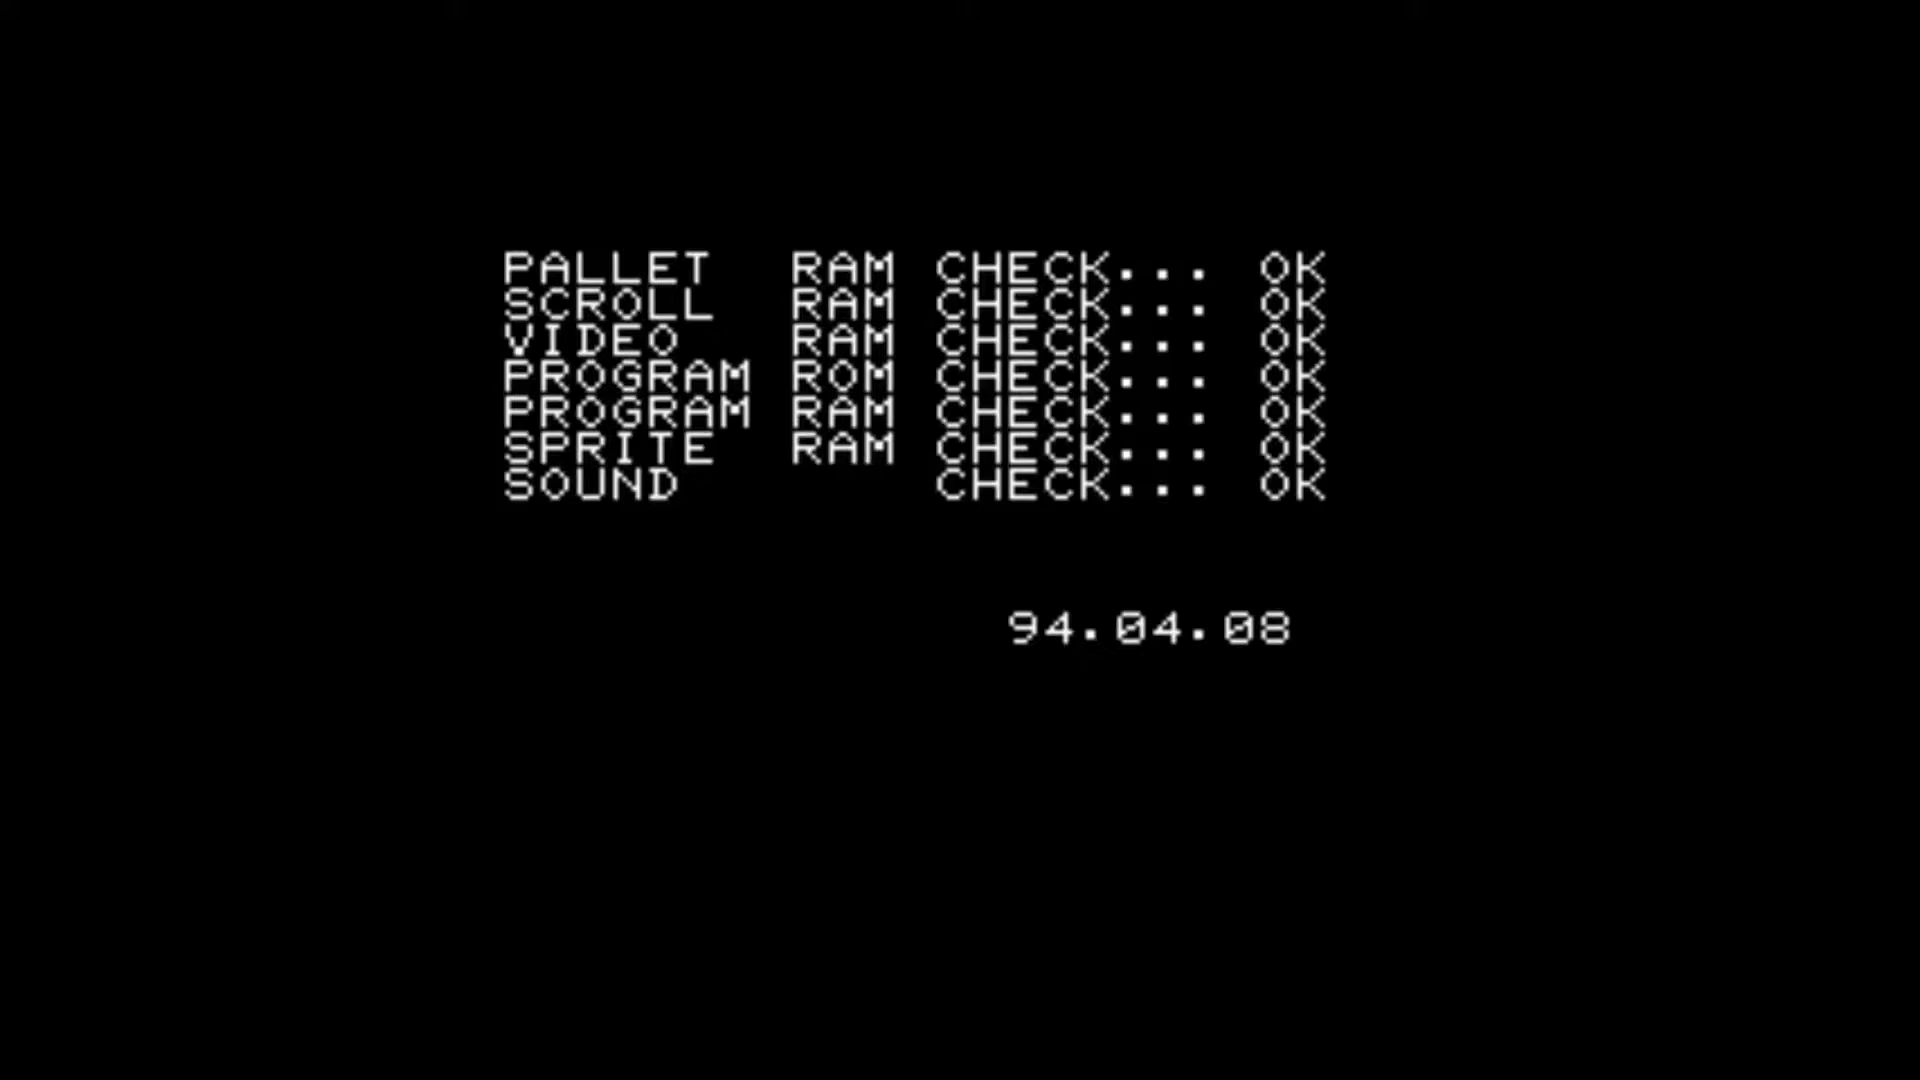 PALLET RAM CHECK... OK
SCROLL RAM CHECK... OK
VIDEO RAM CHECK... OK
PROGRAM ROM CHECK... OK
PROGRAM RAM CHECK... OK
SPRITE RAM CHECK... OK
SOUND CHECK... OK
94.04.08